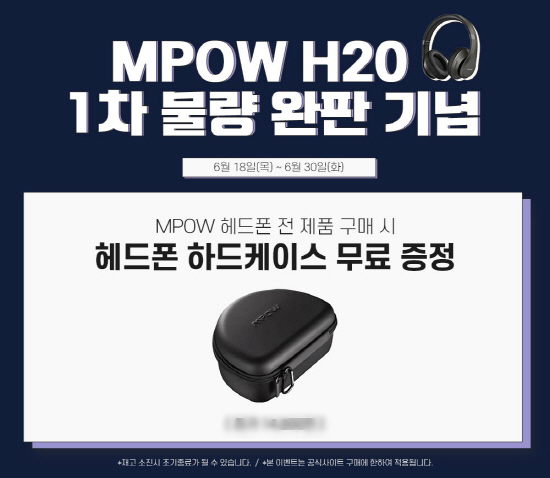 MPOW H20
1차 물량 완판 기념
6월 18일(목) ~ 6월 30일(화)
MPOW 헤드폰 전 제품 구매 시
헤드폰 하드케이스 무료 증정
MPOW
*재고 소진시 조기종료가 될 수 있습니다. / *본 이벤트는 공식사이트 구매에 한하여 적용됩니다.